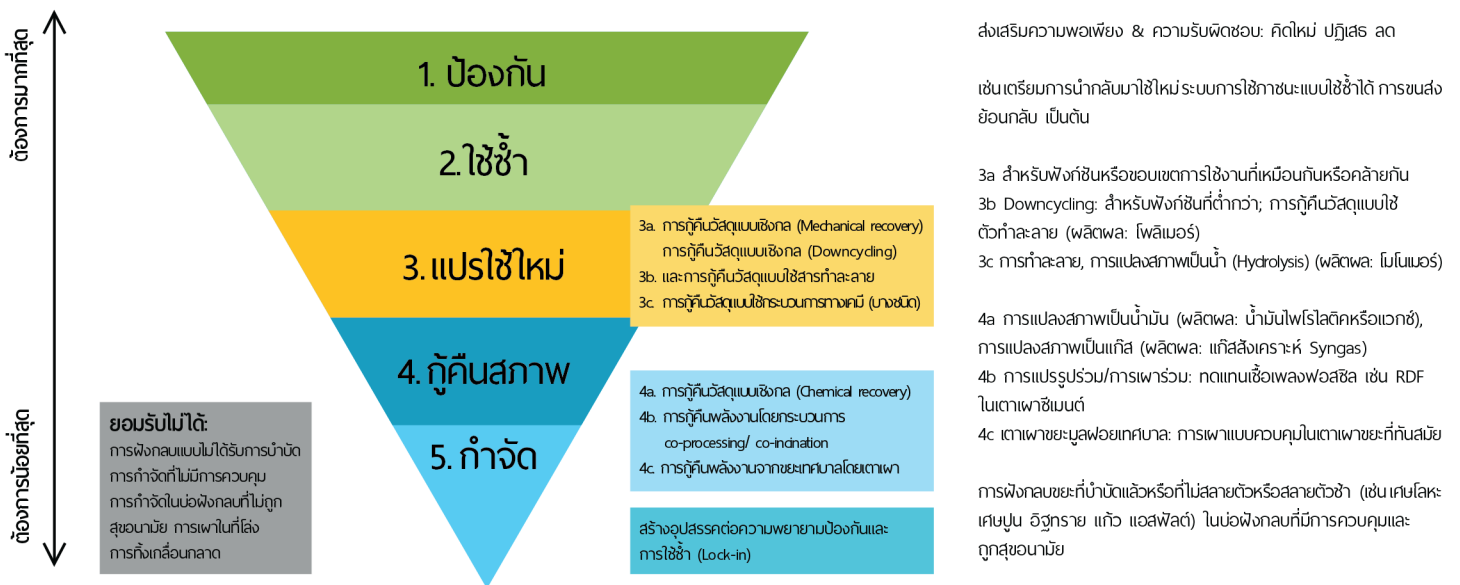 ต้องการมากที่สุด
ต้องการน้อยที่สุด
1. ป้องกัน
2. ใช้ซ้ำ
3. แปรใช้ใหม่
4. กู้คืนสภาพ
5. กำจัด
ยอมรับไม่ได้:
การฝังกลบแบบไม่ได้รับการบำบัด
การกำจัดที่ไม่มีการควบคุม
การกำจัดในบ่อฝังกลบที่ไม่ถูก
สุขอนามัย การเผาในที่โล่ง
การทิ้งเกลื่อนกลาด
3a. การกู้คืนวัสดุแบบเชิงกล (Mechanical recovery)
การกู้คืนวัสดุแบบเชิงกล (Downcycling)
3b. และการกู้คืนวัสดุแบบใช้สารทำละลาย
3c. การกู้คืนวัสดุแบบใช้กระบวนการทางเคมี (บางชนิด)
4a. การกู้คืนวัสดุแบบเชิงกล (Chemical recovery)
4b. การกู้คืนพลังงานโดยกระบวนการ
co-processing/ co-incination
4c. การกู้คืนพลังงานจากขยะเทศบาลโดยเตาเผา
สร้างอุปสรรคต่อความพยายามป้องกันและ
การใช้ซ้ำ (Lock-in)
ส่งเสริมความพอเพียง & ความรับผิดชอบ: คิดใหม่ ปฏิเสธ ลด
เช่น เตรียมการนำกลับมาใช้ใหม่ ระบบการใช้ภาชนะแบบใช้ซ้ำได้ การขนส่ง
ย้อนกลับ เป็นต้น
3a สำหรับฟังก์ชันหรือขอบเขตการใช้งานที่เหมือนกันหรือคล้ายกัน
3b Downcycling: สำหรับฟังก์ชันที่ต่ำกว่า; การกู้คืนวัสดุแบบใช้
ตัวทำละลาย (ผลิตผล: โพลิเมอร์)
3c การทำละลาย, การแปลงสภาพเป็นน้ำ (Hydrolysis) (ผลิตผล: โมโนเมอร์)
4a การแปลงสภาพเป็นน้ำมัน (ผลิตผล: น้ำมันไพโรไลติคหรือแวกซ์),
การแปลงสภาพเป็นแก๊ส (ผลิตผล: แก๊สสังเคราะห์ Syngas)
4b การแปรรูปร่วม/การเผาร่วม: ทดแทนเชื้อเพลงฟอสซิล เช่น RDF
ในเตาเผาซีเมนต์
4c เตาเผาขยะมูลฝอยเทศบาล: การเผาแบบควบคุมในเตาเผาขยะที่ทันสมัย
การฝังกลบขยะที่บำบัดแล้วหรือที่ไม่สลายตัวหรือสลายตัวช้า (เช่น เศษโลหะ
เศษปูน อิฐทราย แก้ว แอสฟัลต์) ในบ่อฝังกลบที่มีการควบคุมและ
ถูกสุขอนามัย